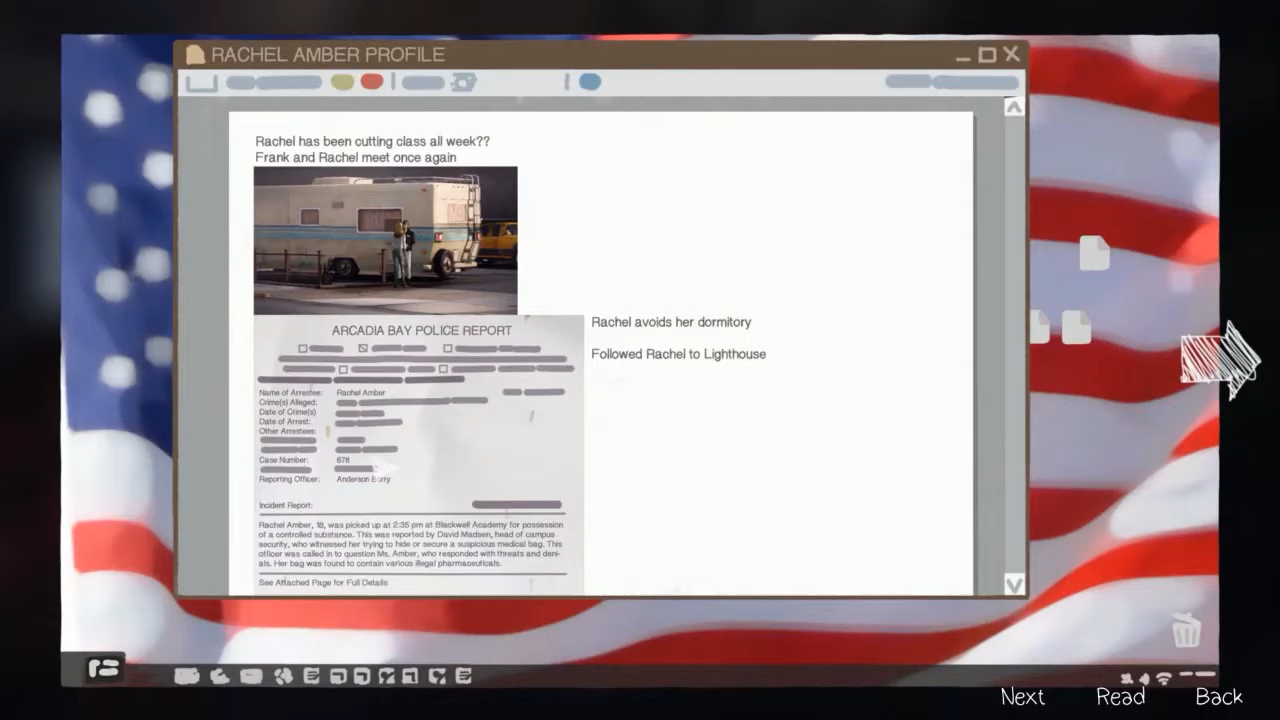 RACHEL AMBER PROFILE
Rachel has been cutting class all week??
Frank and Rachel meet once again
ARCADIA BAY POLICE REPORT
Name of Arrestee: Rachel Amber
Crime(s) Alleged:
Date of Crime(s)
Date of Arrest:
Other Arrestees:
Case Number: 678
Reporting Officer: Anderson Berry
Incident Report:
Rachel Amber, 16, was picked up at 2:35 pm at Blackwell Academy for possession
of a controlled substance. This was reported by David Madsen, head of campus
security, who witnessed her trying to hide or secure a suspicious medical bag. This
officer was called in to question Ms. Amber, who responded with threats and deni-
als. Her bag was found to contain various illegal pharmaceuticals.
See Attached Page for Full Details
Rachel avoids her dormitory
Followed Rachel to Lighthouse
Next Read Back